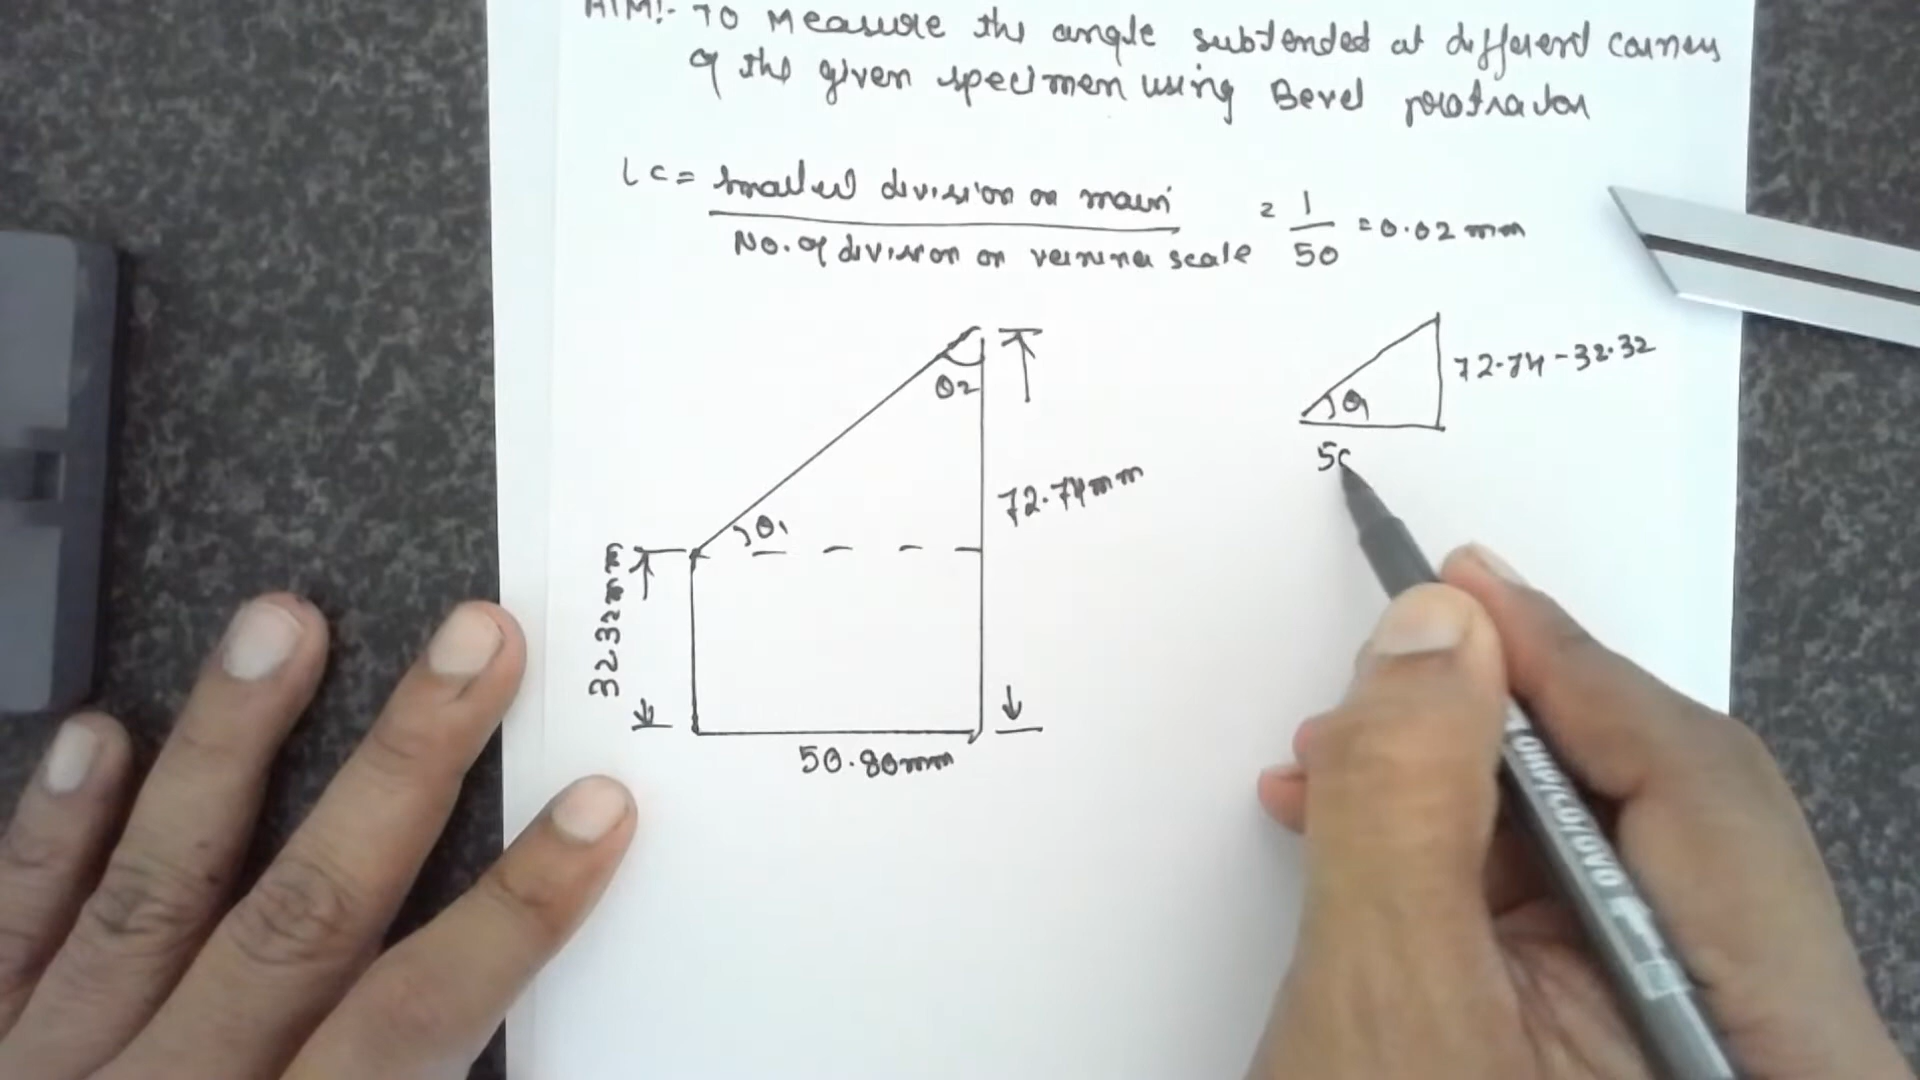 AIM:- TO Measure the angle subtended at different corners
of the given specimen using Bevel protractor
LC = Smallest division on main
No. of division on vernier scale
= 1/50 = 0.02 mm
θ2
θ1
72.74mm
32.32mm
50.80mm
θ1
72.74-32.32
50